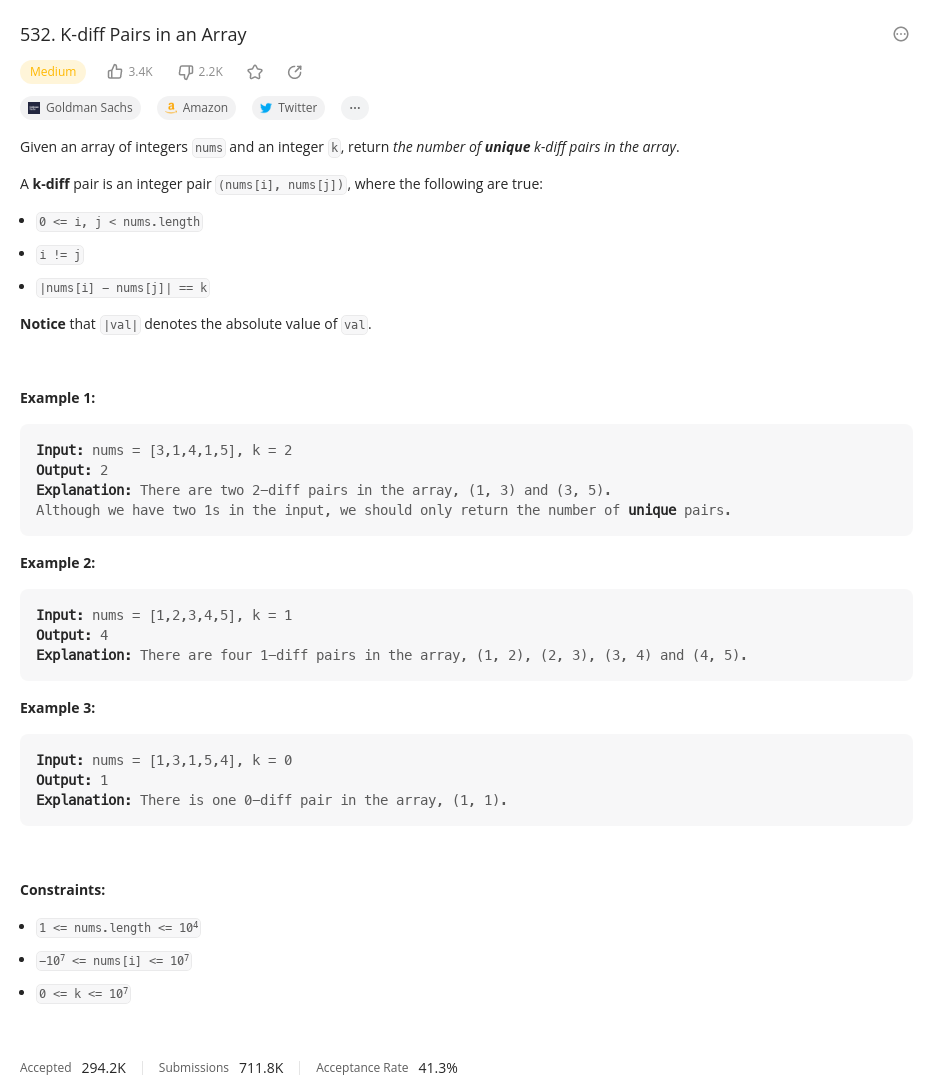 532. K-diff Pairs in an Array
Medium 3.4K 2.2K
Goldman Sachs Amazon Twitter ...
Given an array of integers nums and an integer k, return the number of unique k-diff pairs in the array.
A k-diff pair is an integer pair (nums[i], nums[j]), where the following are true:
• 0 <= i, j < nums.length
• i != j
• |nums[i] - nums[j]| == k
Notice that |val| denotes the absolute value of val.
Example 1:
Input: nums = [3,1,4,1,5], k = 2
Output: 2
Explanation: There are two 2-diff pairs in the array, (1, 3) and (3, 5).
Although we have two 1s in the input, we should only return the number of unique pairs.
Example 2:
Input: nums = [1,2,3,4,5], k = 1
Output: 4
Explanation: There are four 1-diff pairs in the array, (1, 2), (2, 3), (3, 4) and (4, 5).
Example 3:
Input: nums = [1,3,1,5,4], k = 0
Output: 1
Explanation: There is one 0-diff pair in the array, (1, 1).
Constraints:
• 1 <= nums.length <= 10⁴
• -10⁷ <= nums[i] <= 10⁷
• 0 <= k <= 10⁷
Accepted 294.2K Submissions 711.8K Acceptance Rate 41.3%